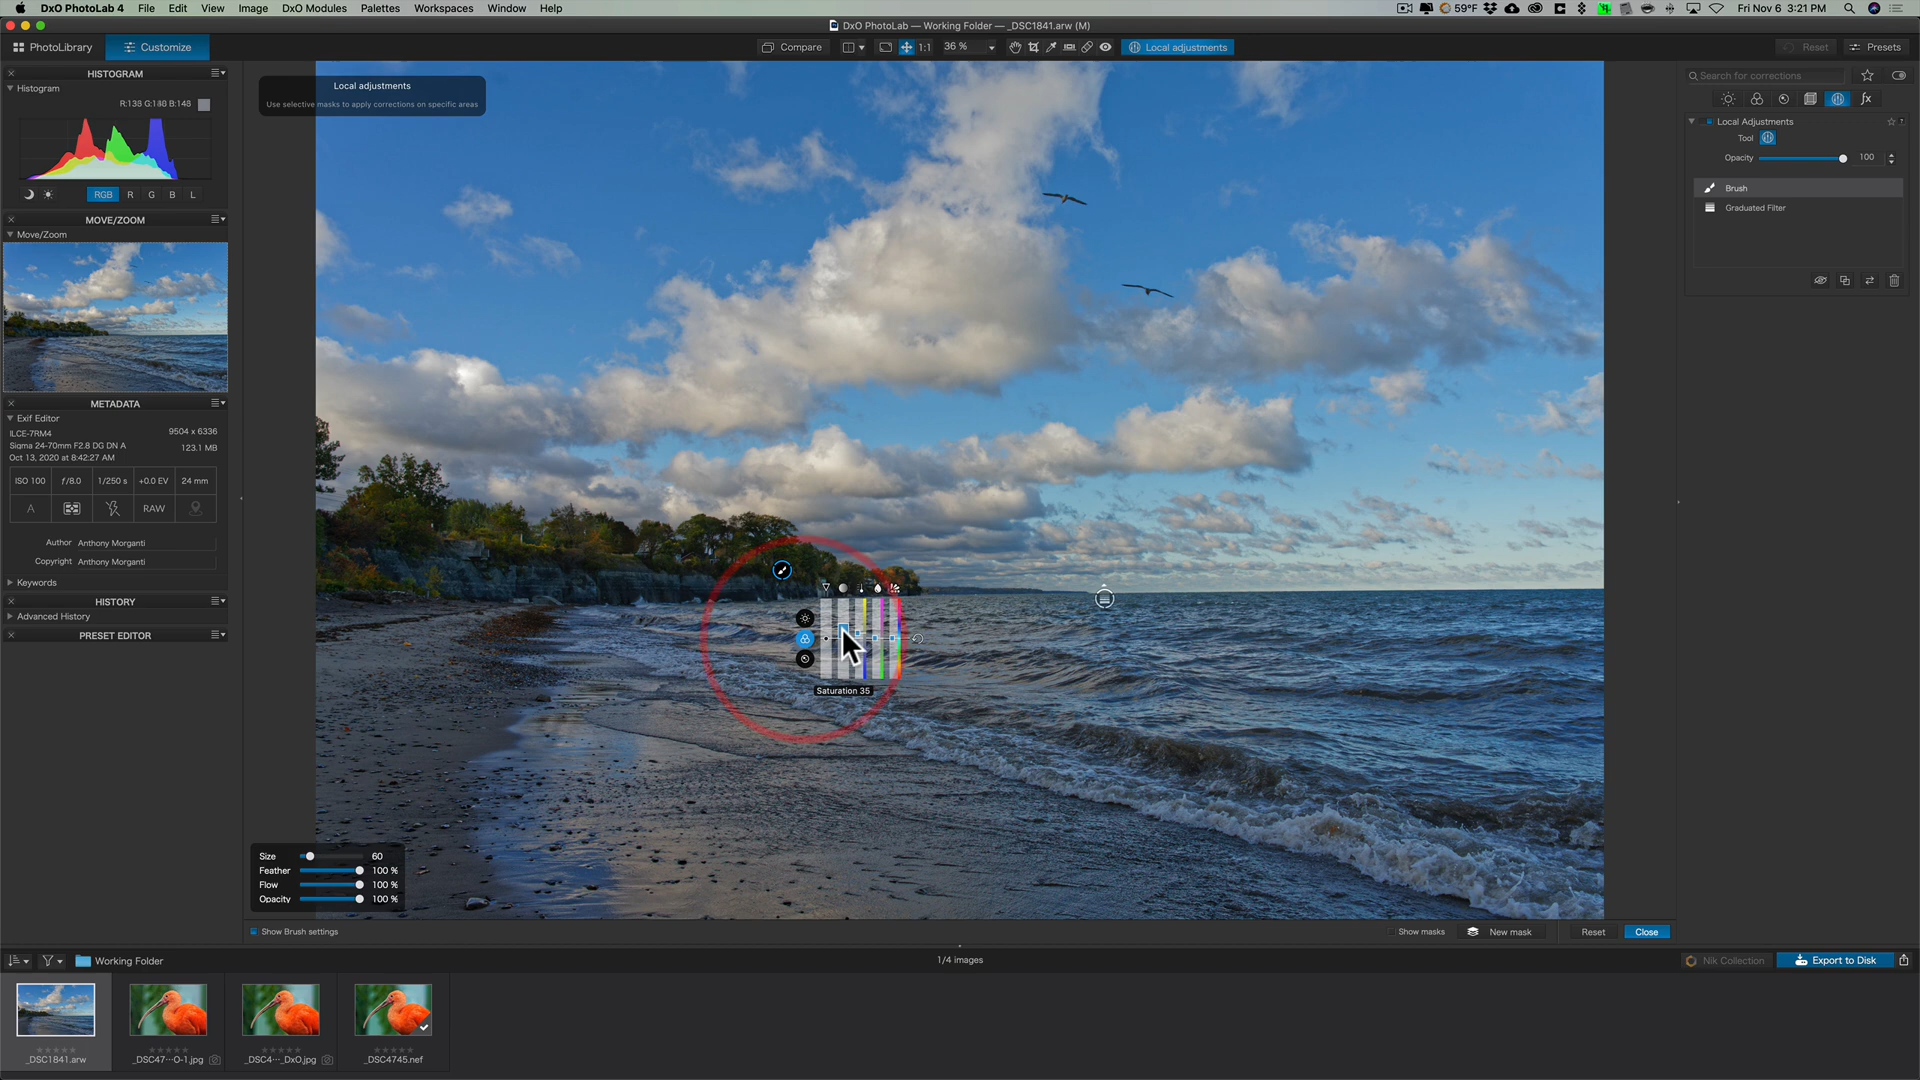 DxO PhotoLab 4 File Edit View Image DxO Modules Palettes Workspaces Window Help 59°F Fri Nov 6 3:21 PM
DxO PhotoLab — Working Folder — _DSC1841.arw (M)
PhotoLibrary Customize Compare 1:1 36 % Local adjustments Reset Presets
HISTOGRAM
Histogram
R:138 G:188 B:148
RGB R G B L
MOVE/ZOOM
Move/Zoom
METADATA
Exif Editor
ILCE-7RM4 9504 x 6336
Sigma 24-70mm F2.8 DG DN A 123.1 MB
Oct 13, 2020 at 8:42:27 AM
ISO 100 ƒ/8.0 1/250 s +0.0 EV 24 mm
A RAW
Author Anthony Morganti
Copyright Anthony Morganti
Keywords
HISTORY
Advanced History
PRESET EDITOR
Local adjustments
Use selective masks to apply corrections on specific areas
Saturation 35
Size 60
Feather 100 %
Flow 100 %
Opacity 100 %
Show Brush settings Show masks New mask Reset Close
Search for corrections
fx
Local Adjustments
Tool
Opacity 100
Brush
Graduated Filter
Working Folder 1/4 images Nik Collection Export to Disk
_DSC1841.arw _DSC47···O-1.jpg _DSC4···_DxO.jpg _DSC4745.nef